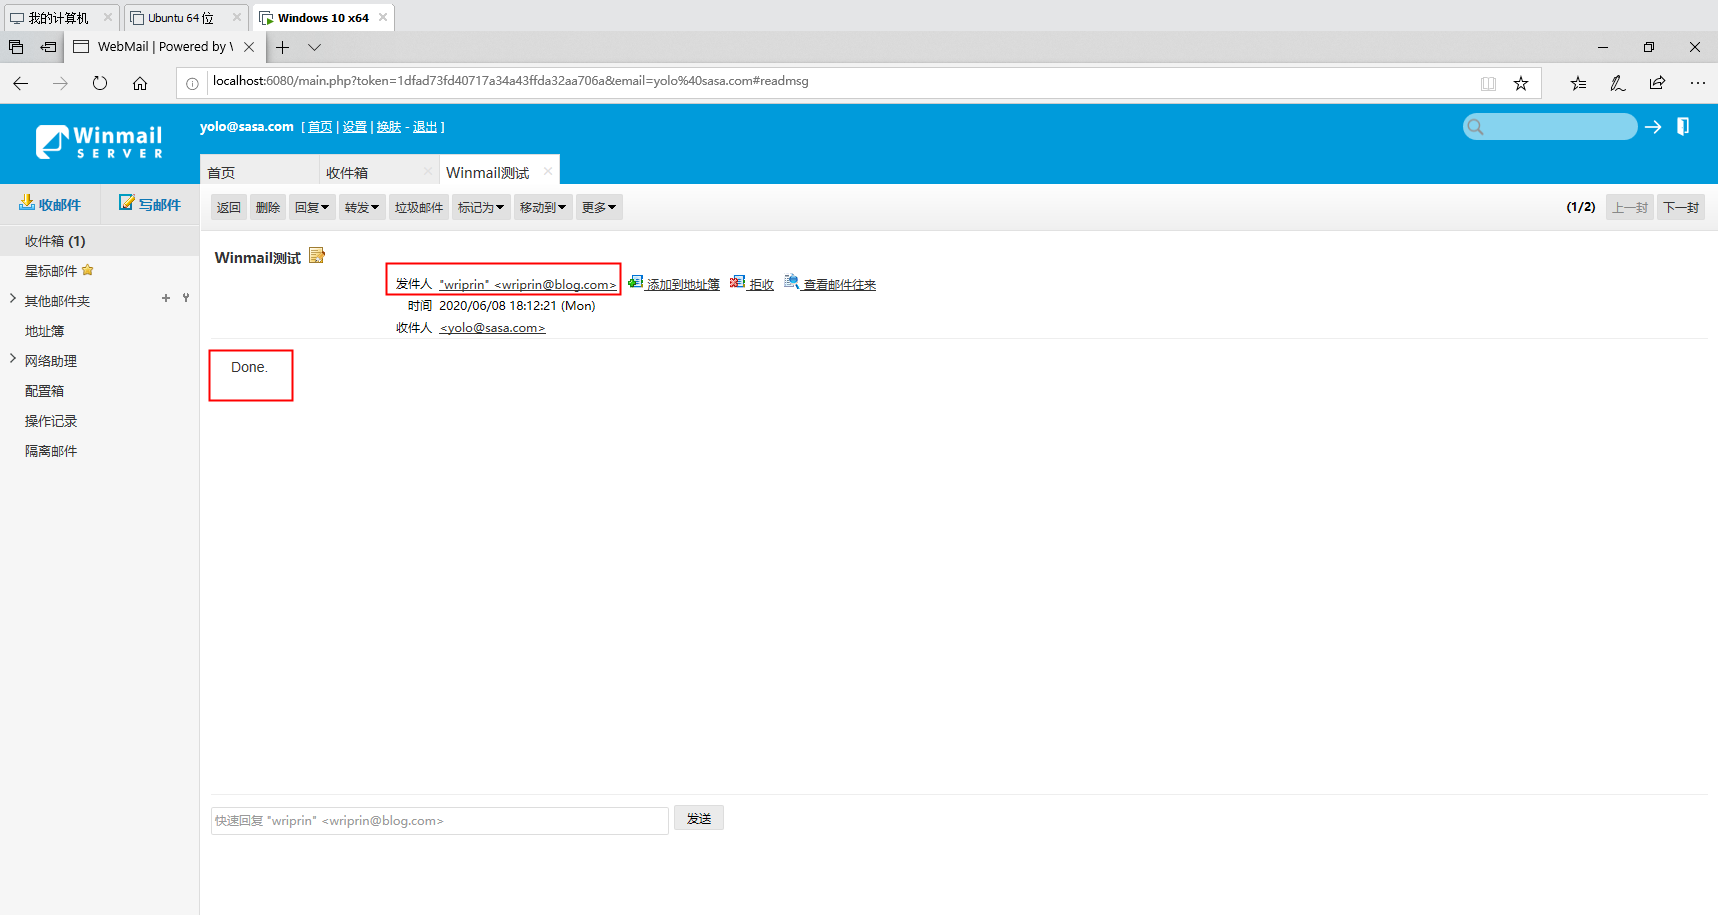 我的计算机 Ubuntu 64 位 Windows 10 x64
WebMail | Powered by \
localhost:6080/main.php?token=1dfad73fd40717a34a43ffda32aa706a&email=yolo%40sasa.com#readmsg
Winmail
SERVER
yolo@sasa.com [ 首页 | 设置 | 换肤 - 退出 ]
首页 收件箱 Winmail测试
收邮件 写邮件
返回 删除 回复 转发 垃圾邮件 标记为 移动到 更多 (1/2) 上一封 下一封
收件箱 (1)
星标邮件
其他邮件夹
地址簿
网络助理
配置箱
操作记录
隔离邮件
Winmail测试
发件人 "wriprin" <wriprin@blog.com> 添加到地址簿 拒收 查看邮件往来
时间 2020/06/08 18:12:21 (Mon)
收件人 <yolo@sasa.com>
Done.
快速回复 "wriprin" <wriprin@blog.com> 发送